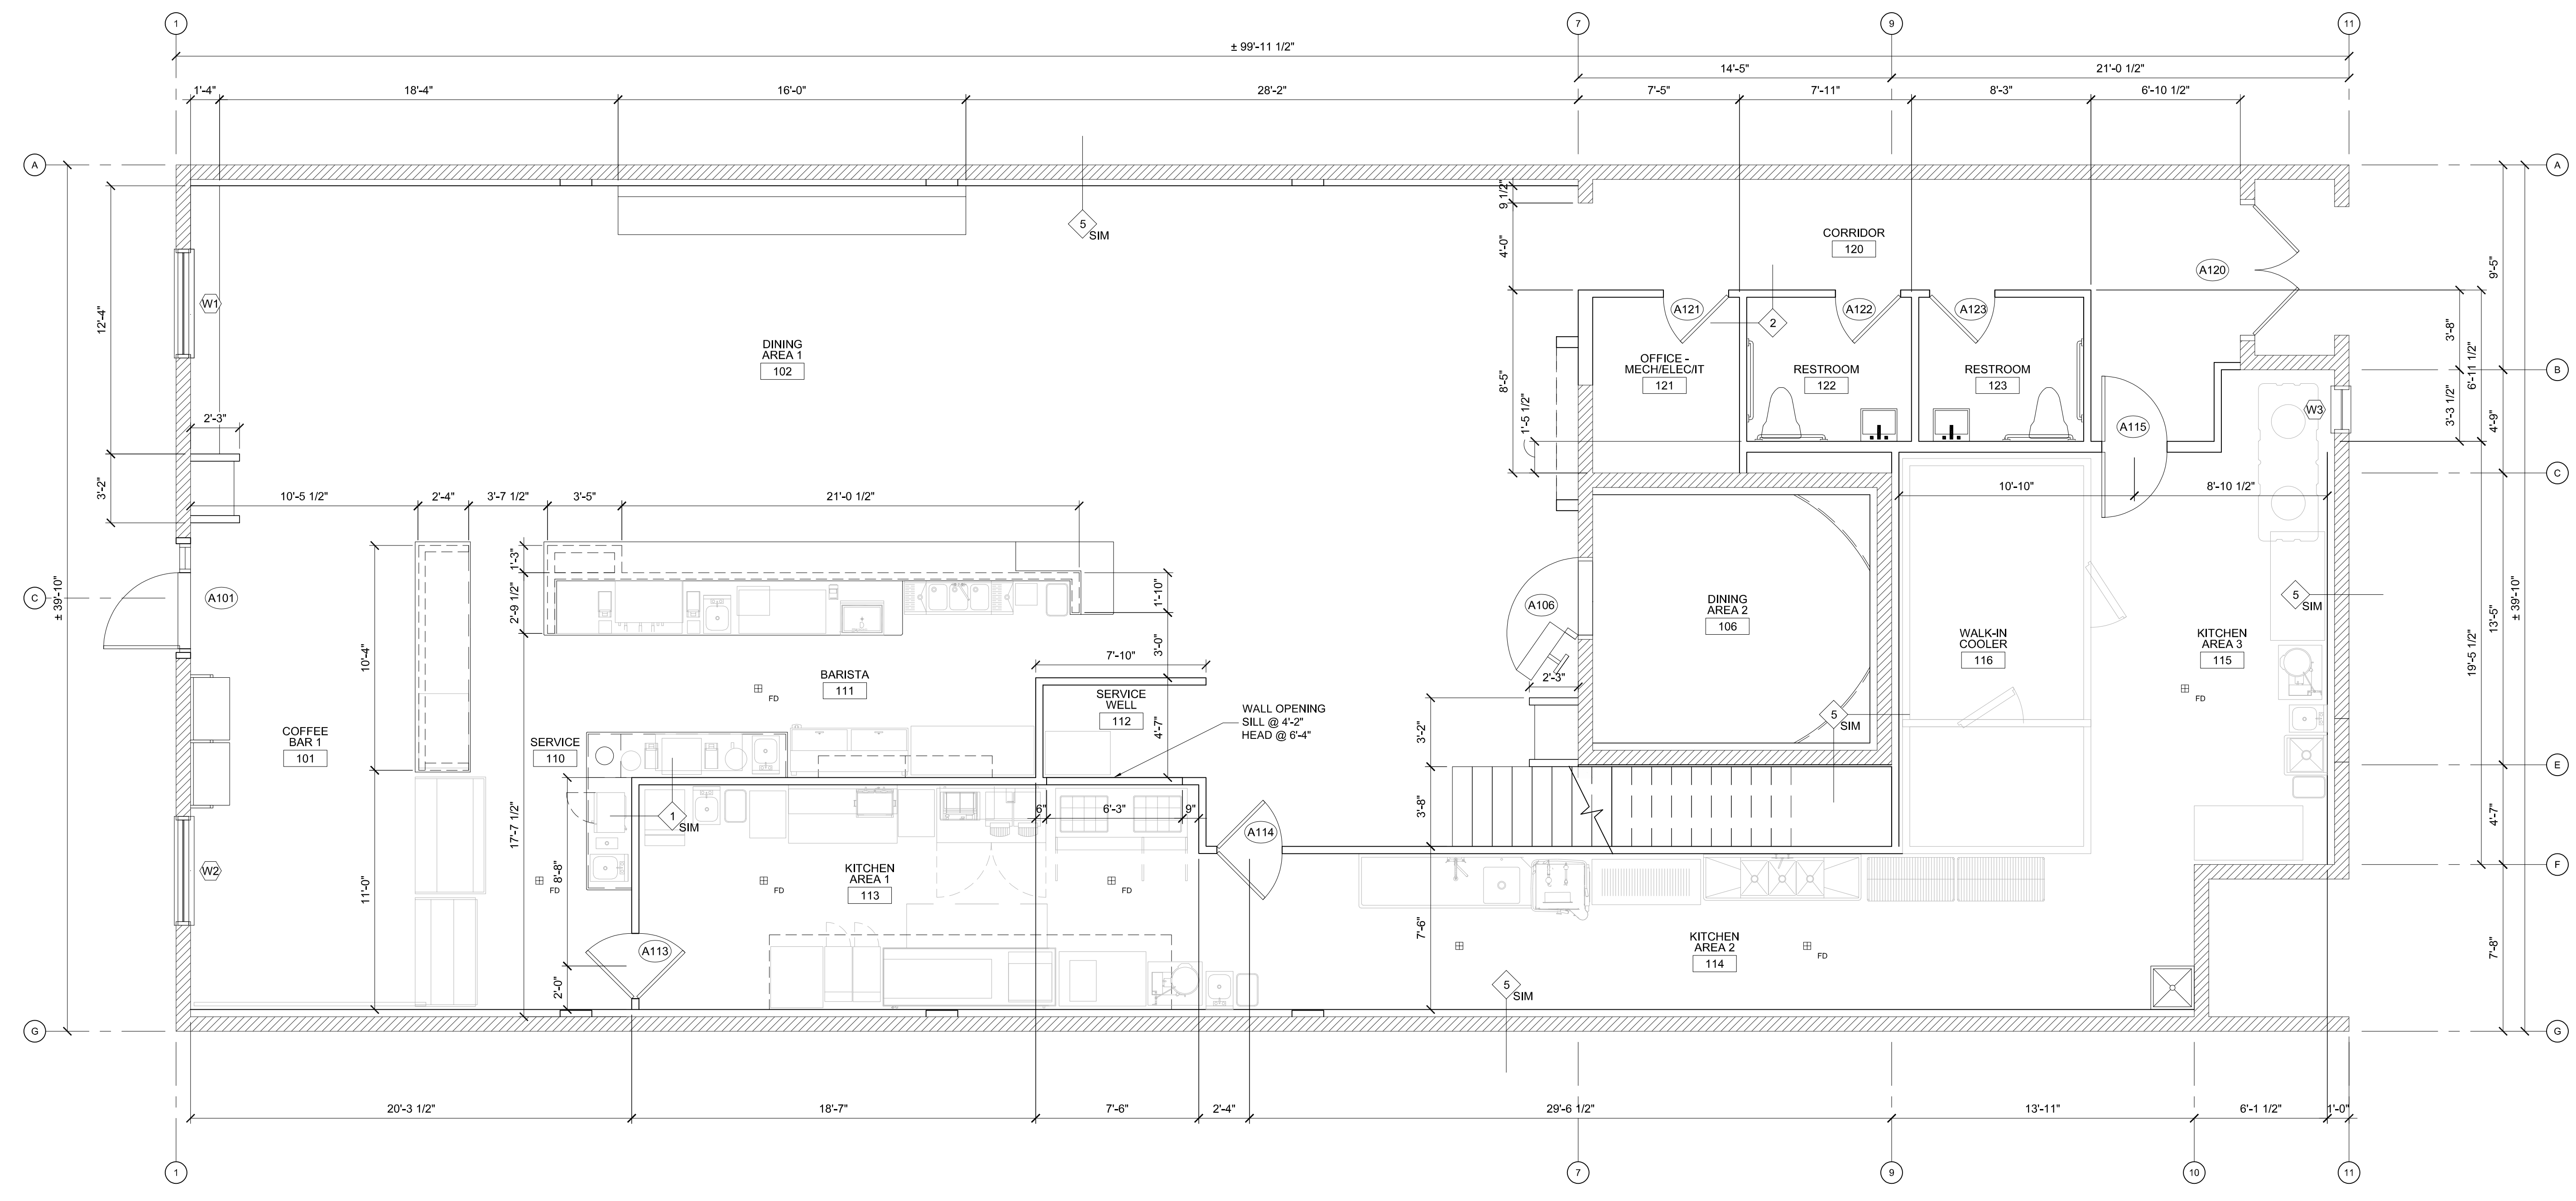 1
7
9
11
± 99'-11 1/2"
14'-5"
21'-0 1/2"
1'-4"
18'-4"
16'-0"
28'-2"
7'-5"
7'-11"
8'-3"
6'-10 1/2"
A
A
9 1/2"
5
SIM
CORRIDOR
120
4'-0"
A120
9'-5"
W1
12'-4"
A121
A122
A123
2
3'-8"
6'-11 1/2"
DINING
AREA 1
102
OFFICE -
MECH/ELEC/IT
121
RESTROOM
122
RESTROOM
123
8'-5"
B
1'-5 1/2"
W3
3'-3 1/2"
4'-9"
2'-3"
A115
3'-2"
C
10'-5 1/2"
2'-4"
3'-7 1/2"
3'-5"
21'-0 1/2"
10'-10"
8'-10 1/2"
1'-3"
2'-9 1/2"
1'-10"
± 39'-10"
C
A101
A106
DINING
AREA 2
106
5
SIM
13'-5"
± 39'-10"
10'-4"
3'-0"
7'-10"
WALK-IN
COOLER
116
KITCHEN
AREA 3
115
19'-5 1/2"
BARISTA
111
FD
2'-3"
SERVICE
WELL
112
WALL OPENING
SILL @ 4'-2"
HEAD @ 6'-4"
FD
5
SIM
COFFEE
BAR 1
101
SERVICE
110
4'-7"
3'-2"
E
6"
6'-3"
9"
3'-8"
4'-7"
1
SIM
A114
17'-7 1/2"
8'-8"
W2
11'-0"
FD
KITCHEN
AREA 1
113
FD
FD
F
A113
7'-6"
KITCHEN
AREA 2
114
FD
7'-8"
2'-0"
5
SIM
G
G
20'-3 1/2"
18'-7"
7'-6"
2'-4"
29'-6 1/2"
13'-11"
6'-1 1/2"
1'-0"
1
7
9
10
11